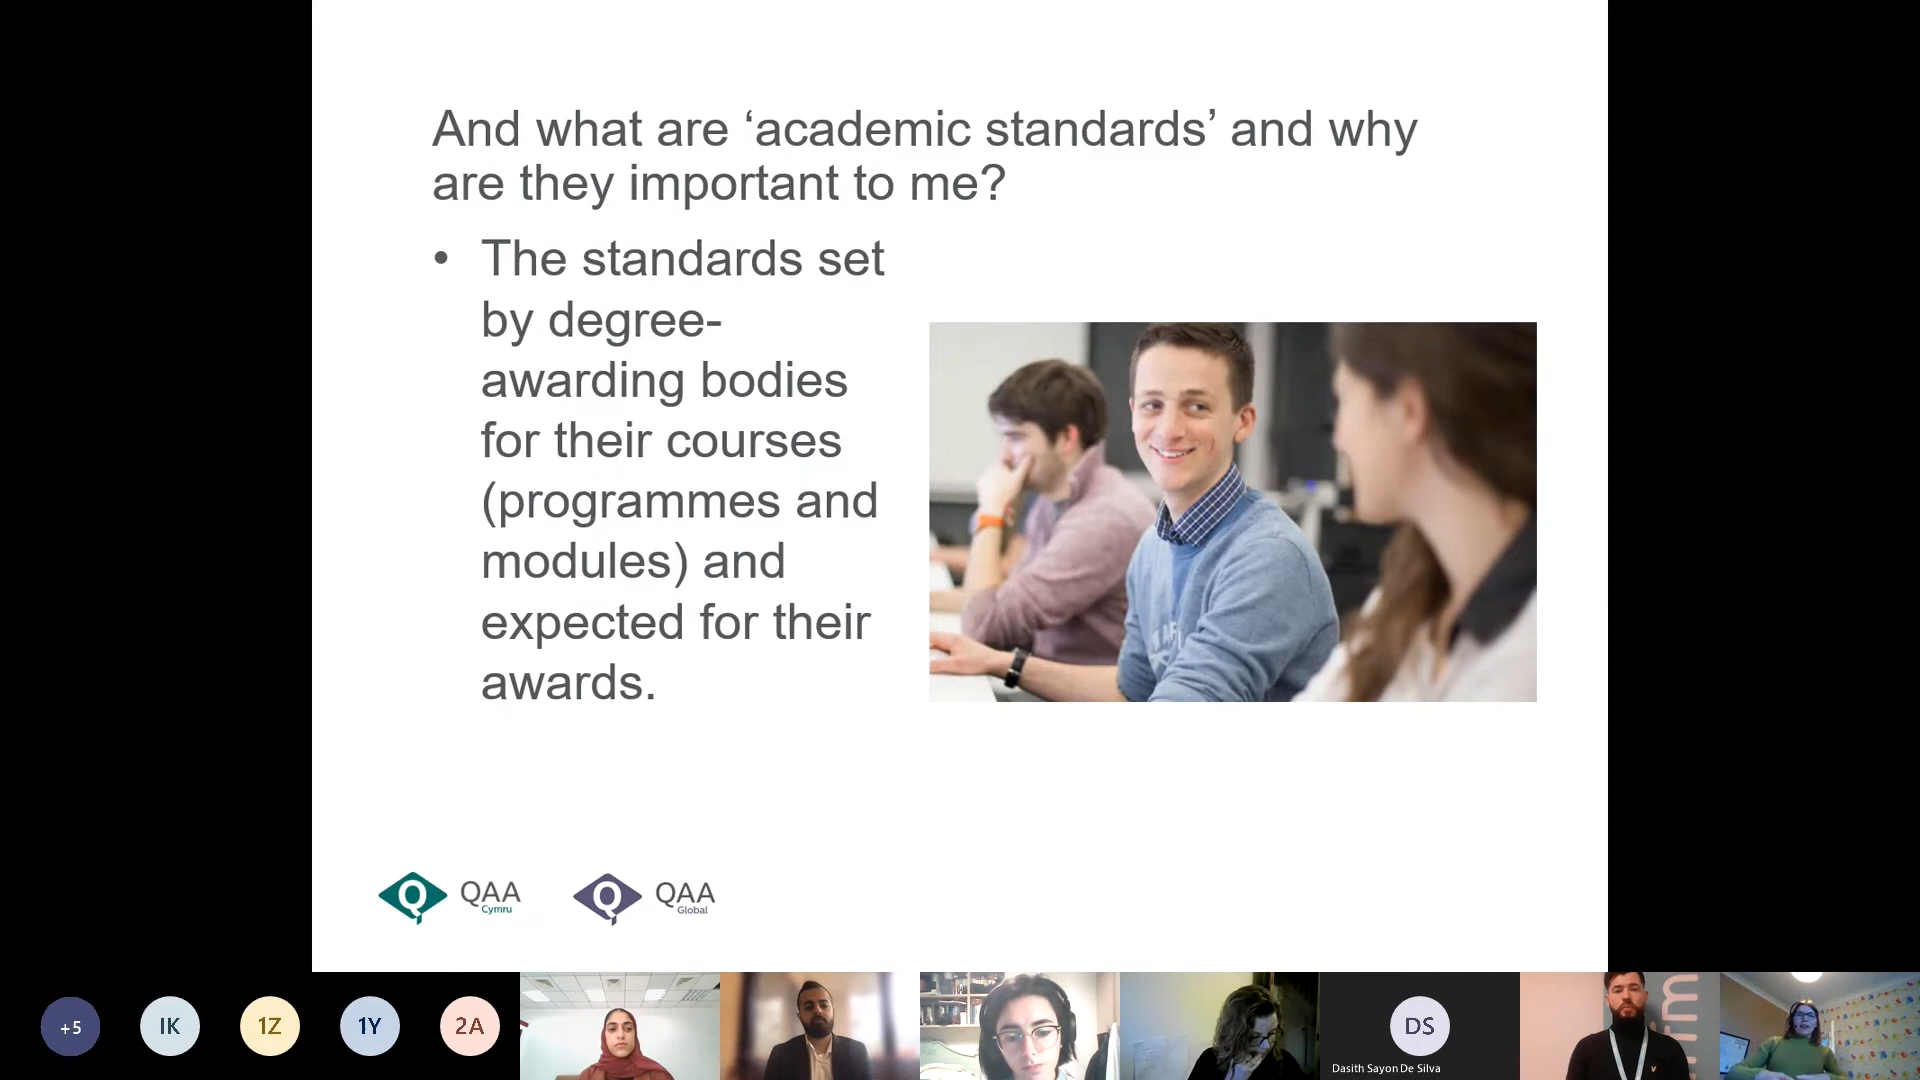 And what are ‘academic standards’ and why
are they important to me?
• The standards set
by degree-
awarding bodies
for their courses
(programmes and
modules) and
expected for their
awards.
QAA
Cymru
QAA
Global
+5
IK
1Z
1Y
2A
DS
Dasith Sayon De Silva